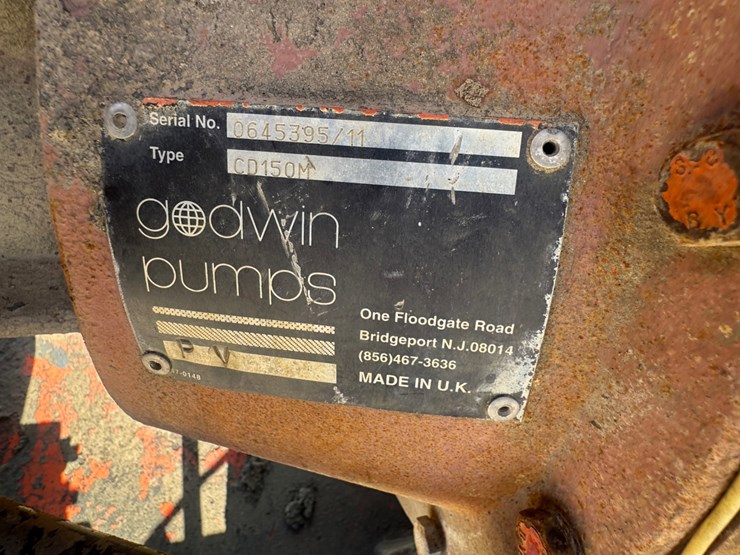 Serial No. 0645395/11
Type CD150M
godwin
pumps
One Floodgate Road
Bridgeport N.J.08014
(856)467-3636
MADE IN U.K.
P V
S C
B Y